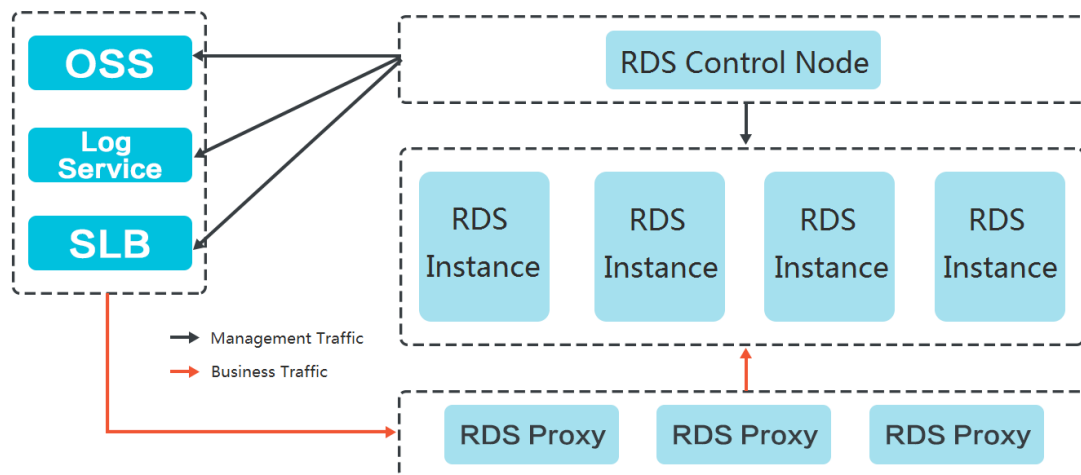 OSS
Log
Service
SLB
RDS Control Node
RDS
Instance
RDS
Instance
RDS
Instance
RDS
Instance
Management Traffic
Business Traffic
RDS Proxy
RDS Proxy
RDS Proxy